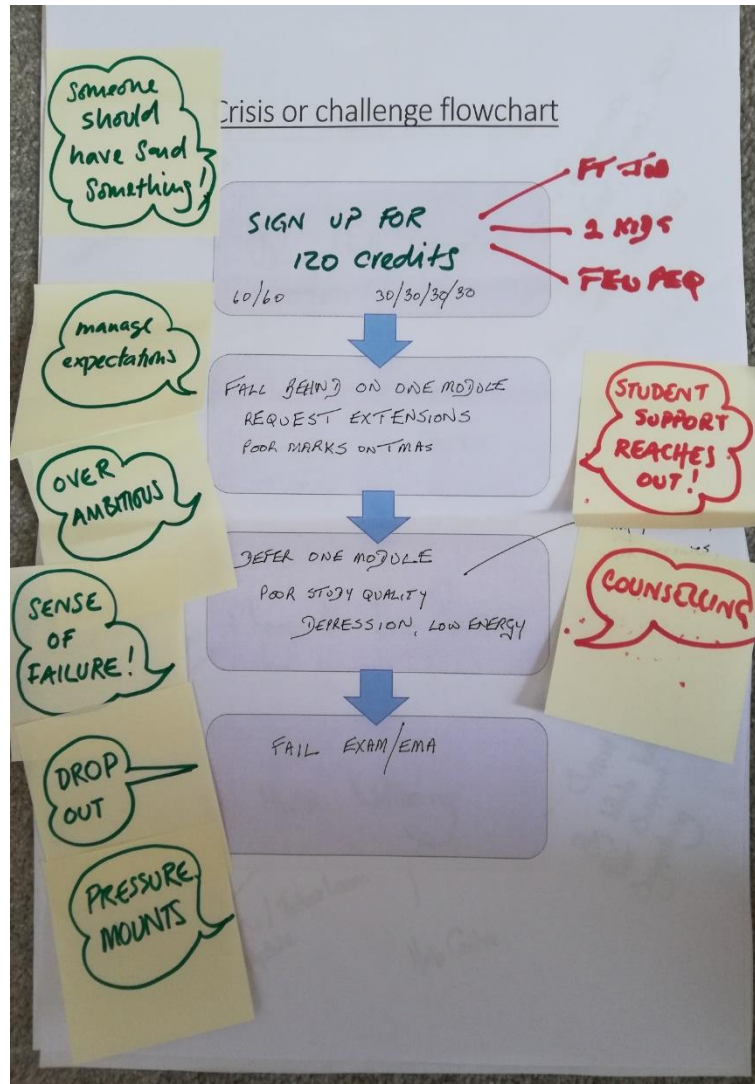 Someone
should
have said
something!
Crisis or challenge flowchart
SIGN UP FOR
120 credits
60/60 30/30/30/30
FT JOB
2 KIDS
FEW PEQ
manage
expectations
FALL BEHIND ON ONE MODULE
REQUEST EXTENSIONS
POOR MARKS ON TMAS
STUDENT
SUPPORT
REACHES
OUT!
OVER
AMBITIOUS
DEFER ONE MODULE
POOR STUDY QUALITY
DEPRESSION, LOW ENERGY
COUNSELLING
SENSE
OF
FAILURE!
FAIL EXAM/EMA
DROP
OUT
PRESSURE
MOUNTS